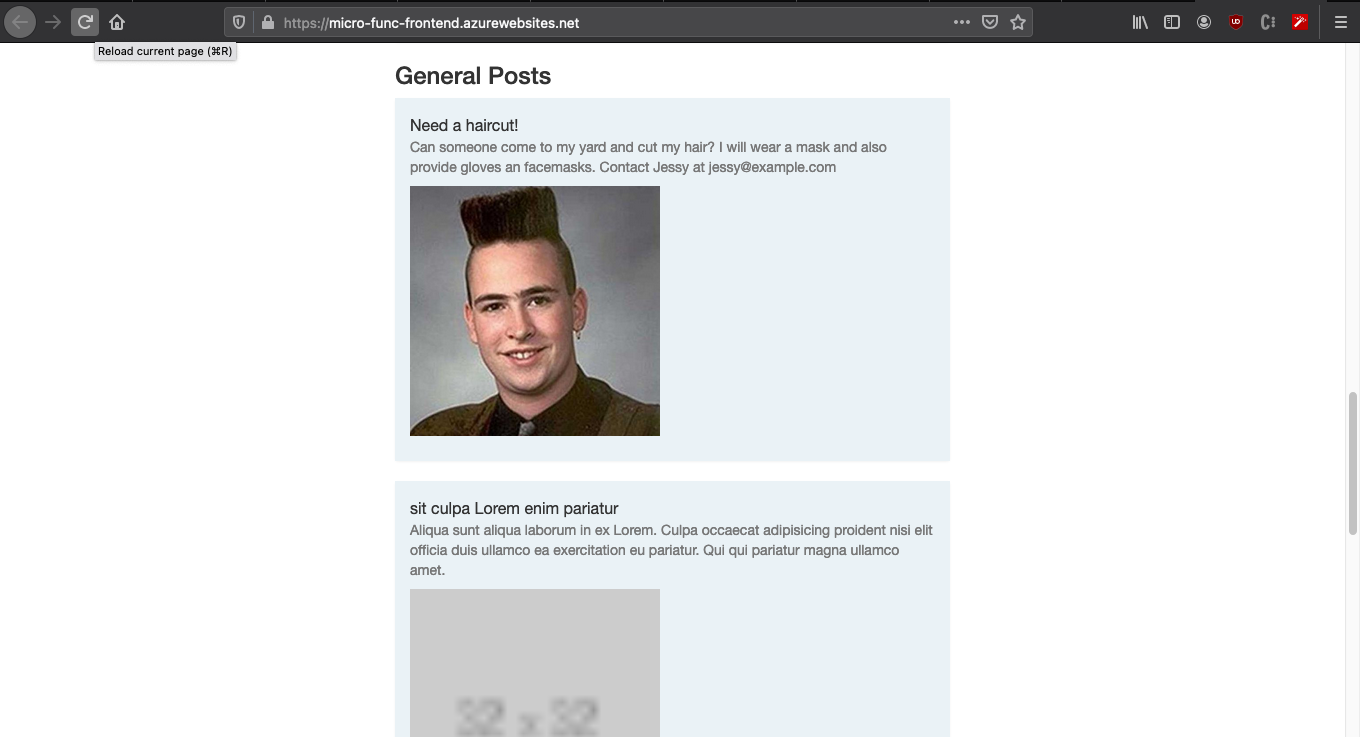 https://micro-func-frontend.azurewebsites.net
Reload current page (⌘R)
General Posts
Need a haircut!
Can someone come to my yard and cut my hair? I will wear a mask and also
provide gloves an facemasks. Contact Jessy at jessy@example.com
sit culpa Lorem enim pariatur
Aliqua sunt aliqua laborum in ex Lorem. Culpa occaecat adipisicing proident nisi elit
officia duis ullamco ea exercitation eu pariatur. Qui qui pariatur magna ullamco
amet.
32 x 32